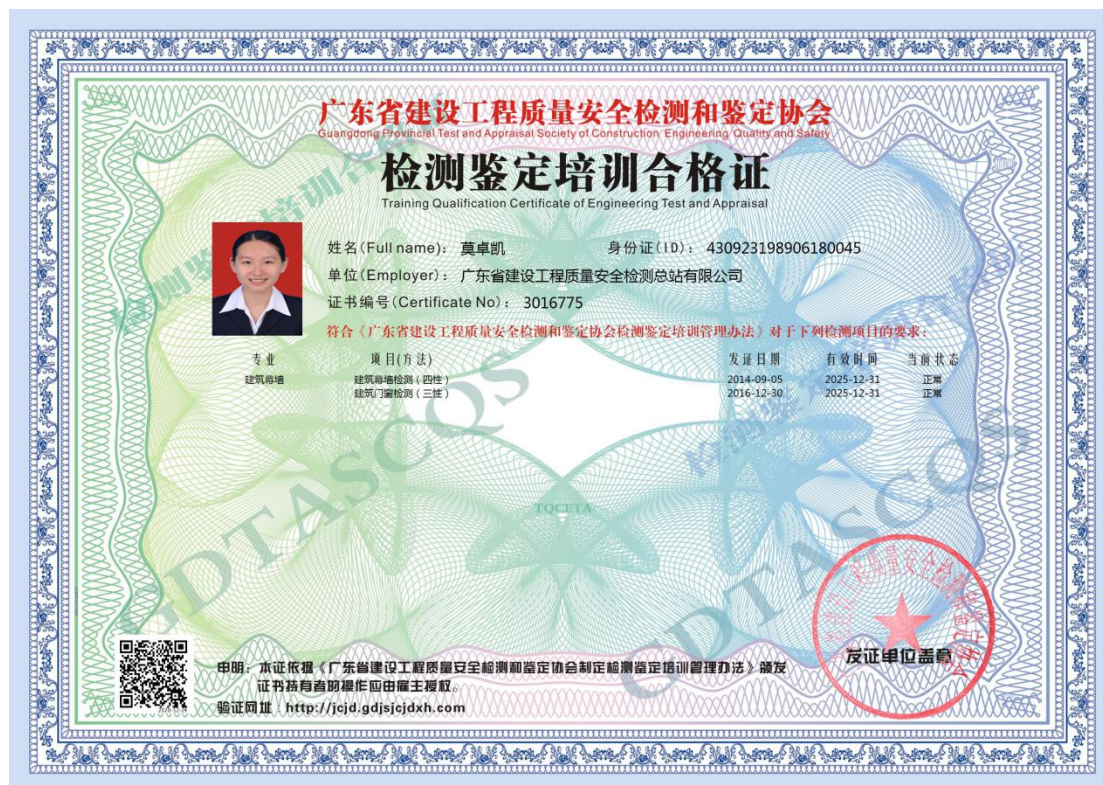 广东省建设工程质量安全检测和鉴定协会
Guangdong Provincial Test and Appraisal Society of Construction Engineering Quality and Safety
检测鉴定培训合格证
Training Qualification Certificate of Engineering Test and Appraisal
姓名(Full name): 莫卓凯 身份证(ID): 430923198906180045
单位(Employer): 广东省建设工程质量安全检测总站有限公司
证书编号(Certificate No): 3016775
符合《广东省建设工程质量安全检测和鉴定协会检测鉴定培训管理办法》对于下列检测项目的要求:
专业 项目(方法) 发证日期 有效时间 当前状态
建筑幕墙 建筑幕墙检测(四性) 2014-09-05 2025-12-31 正常
建筑门窗检测(三性) 2016-12-30 2025-12-31 正常
GDTASCQS
GDTASCQS
TQCETA
发证单位盖章
申明: 本证依据《广东省建设工程质量安全检测和鉴定协会制定检测鉴定培训管理办法》颁发
证书持有者的操作应由雇主授权。
验证网址 http://jcjd.gdjsjcjdxh.com